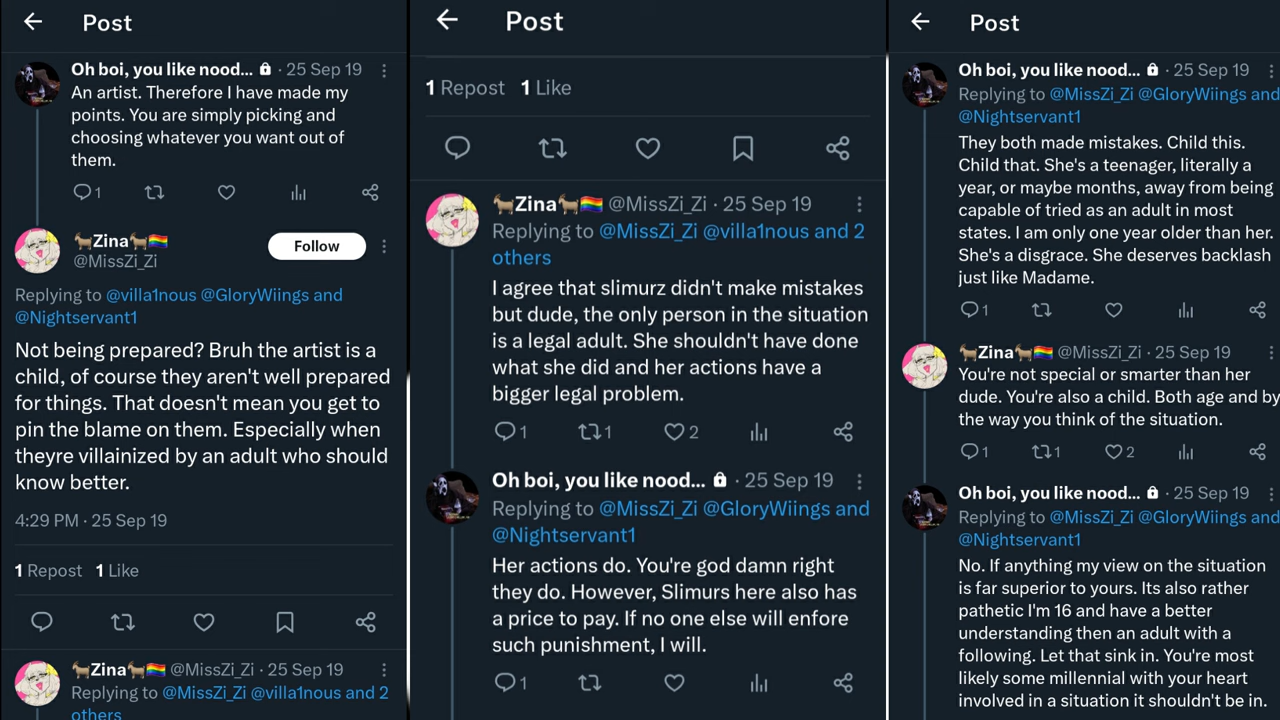 Post
Oh boi, you like nood... · 25 Sep 19
An artist. Therefore I have made my
points. You are simply picking and
choosing whatever you want out of
them.
1
🐐Zina🐐🏳️‍🌈
@MissZi_Zi
Follow
Replying to @villa1nous @GloryWiings and
@Nightservant1
Not being prepared? Bruh the artist is a
child, of course they aren't well prepared
for things. That doesn't mean you get to
pin the blame on them. Especially when
theyre villainized by an adult who should
know better.
4:29 PM · 25 Sep 19
1 Repost 1 Like
🐐Zina🐐🏳️‍🌈 @MissZi_Zi · 25 Sep 19
Replying to @MissZi_Zi @villa1nous and 2
others
Post
1 Repost 1 Like
🐐Zina🐐🏳️‍🌈 @MissZi_Zi · 25 Sep 19
Replying to @MissZi_Zi @villa1nous and 2
others
I agree that slimurz didn't make mistakes
but dude, the only person in the situation
is a legal adult. She shouldn't have done
what she did and her actions have a
bigger legal problem.
1 1 2
Oh boi, you like nood... · 25 Sep 19
Replying to @MissZi_Zi @GloryWiings and
@Nightservant1
Her actions do. You're god damn right
they do. However, Slimurs here also has
a price to pay. If no one else will enfore
such punishment, I will.
1
Post
Oh boi, you like nood... · 25 Sep 19
Replying to @MissZi_Zi @GloryWiings and
@Nightservant1
They both made mistakes. Child this.
Child that. She's a teenager, literally a
year, or maybe months, away from being
capable of tried as an adult in most
states. I am only one year older than her.
She's a disgrace. She deserves backlash
just like Madame.
1
🐐Zina🐐🏳️‍🌈 @MissZi_Zi · 25 Sep 19
You're not special or smarter than her
dude. You're also a child. Both age and by
the way you think of the situation.
1 1 2
Oh boi, you like nood... · 25 Sep 19
Replying to @MissZi_Zi @GloryWiings and
@Nightservant1
No. If anything my view on the situation
is far superior to yours. Its also rather
pathetic I'm 16 and have a better
understanding then an adult with a
following. Let that sink in. You're most
likely some millennial with your heart
involved in a situation it shouldn't be in.